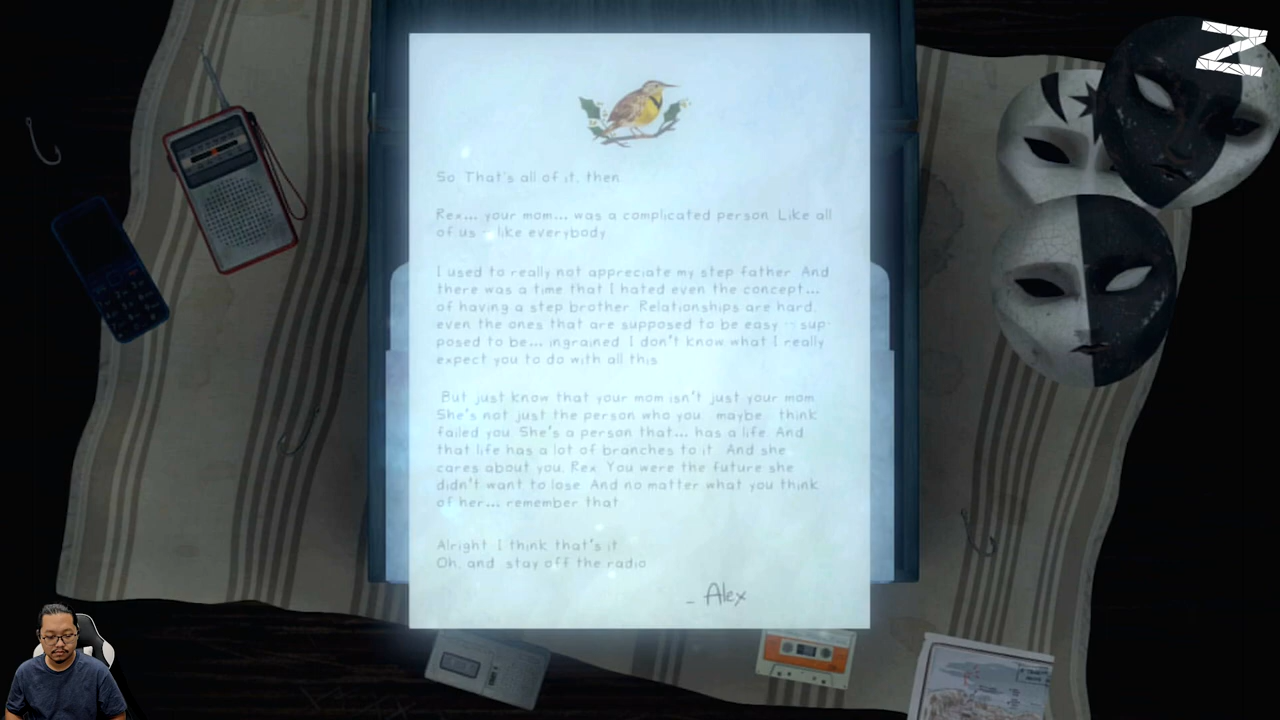 So. That's all of it, then.
Rex... your mom... was a complicated person. Like all
of us -- like everybody.
I used to really not appreciate my step father. And
there was a time that I hated even the concept...
of having a step brother. Relationships are hard,
even the ones that are supposed to be easy -- sup-
posed to be... ingrained. I don't know what I really
expect you to do with all this.
But just know that your mom isn't just your mom.
She's not just the person who you, maybe, think
failed you. She's a person that... has a life. And
that life has a lot of branches to it. And she
cares about you, Rex. You were the future she
didn't want to lose. And no matter what you think
of her... remember that.
Alright. I think that's it.
Oh, and, stay off the radio.
- Alex